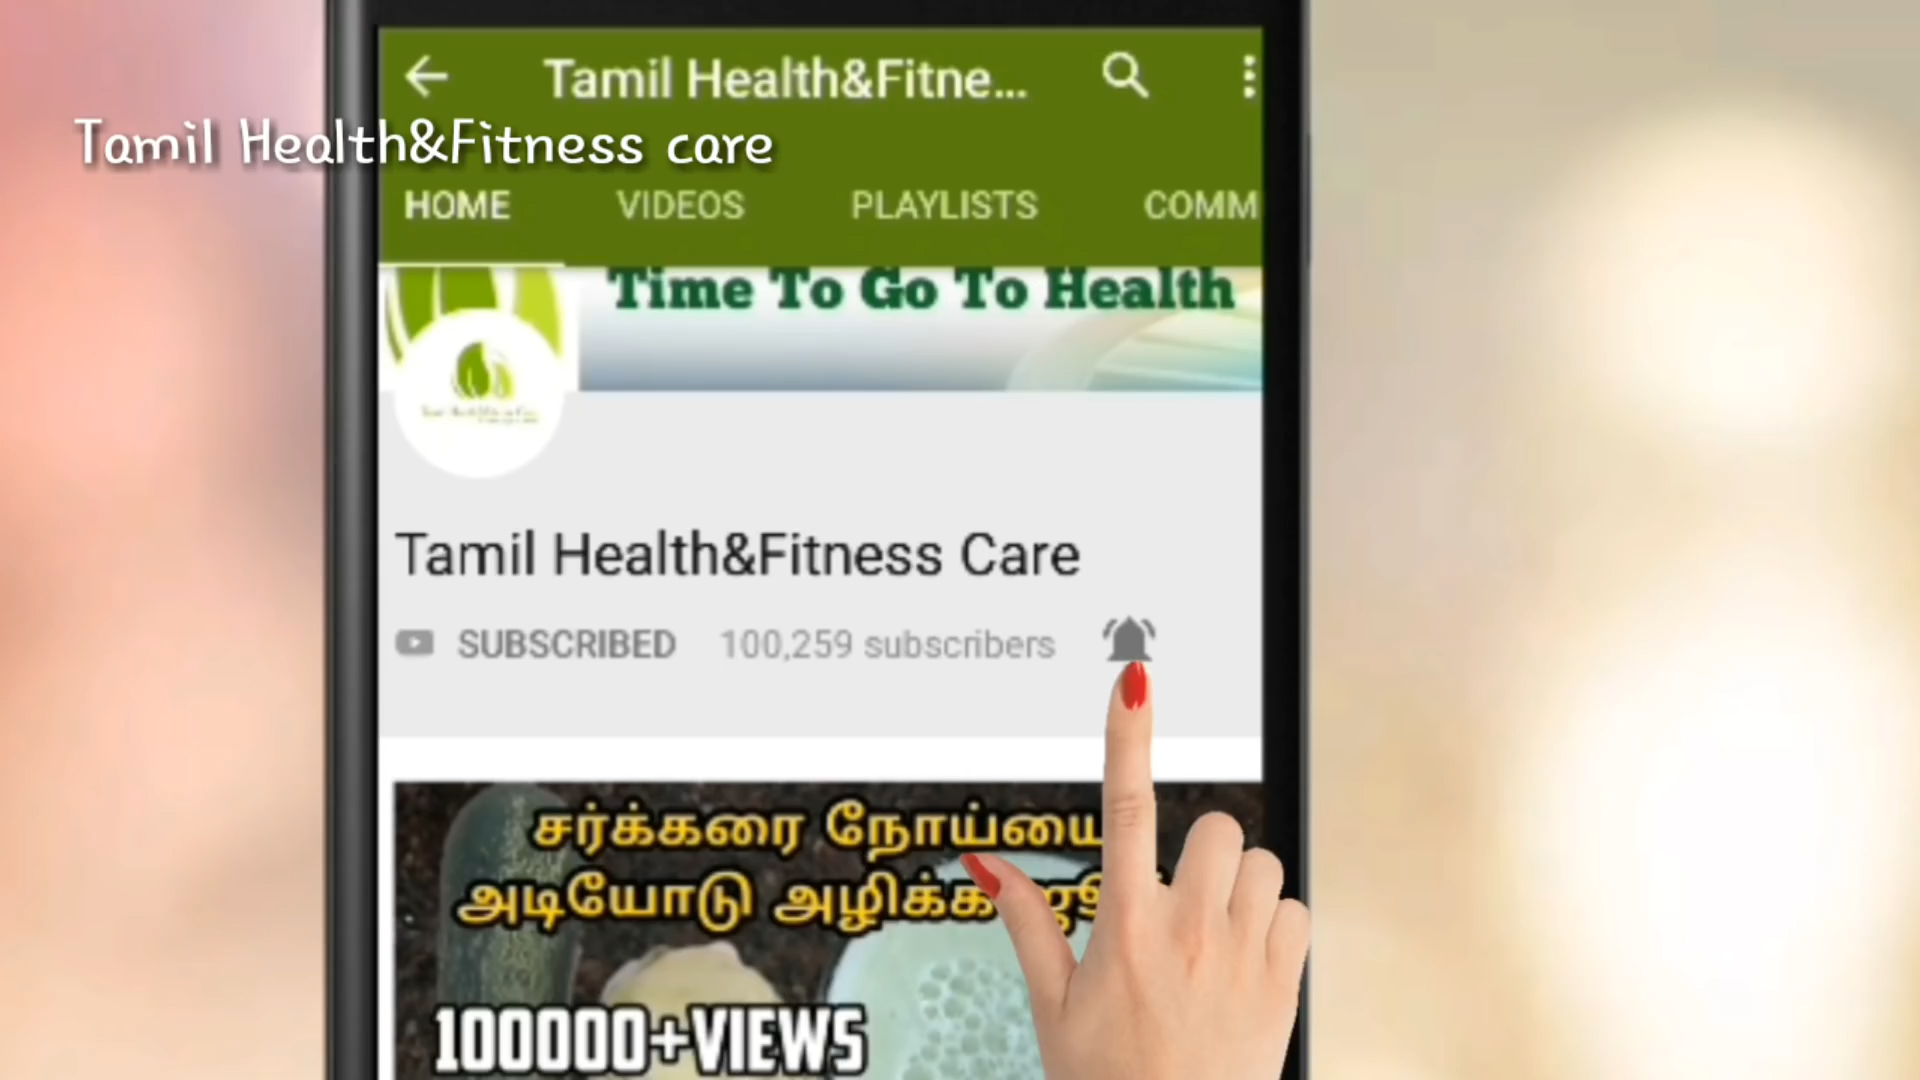 Tamil Health&Fitne...
Tamil Health&Fitness care
HOME VIDEOS PLAYLISTS COMM
Time To Go To Health
Tamil Health&Fitness Care
SUBSCRIBED 100,259 subscribers
சர்க்கரை நோய்யை
அடியோடு அழிக்க
100000+VIEWS